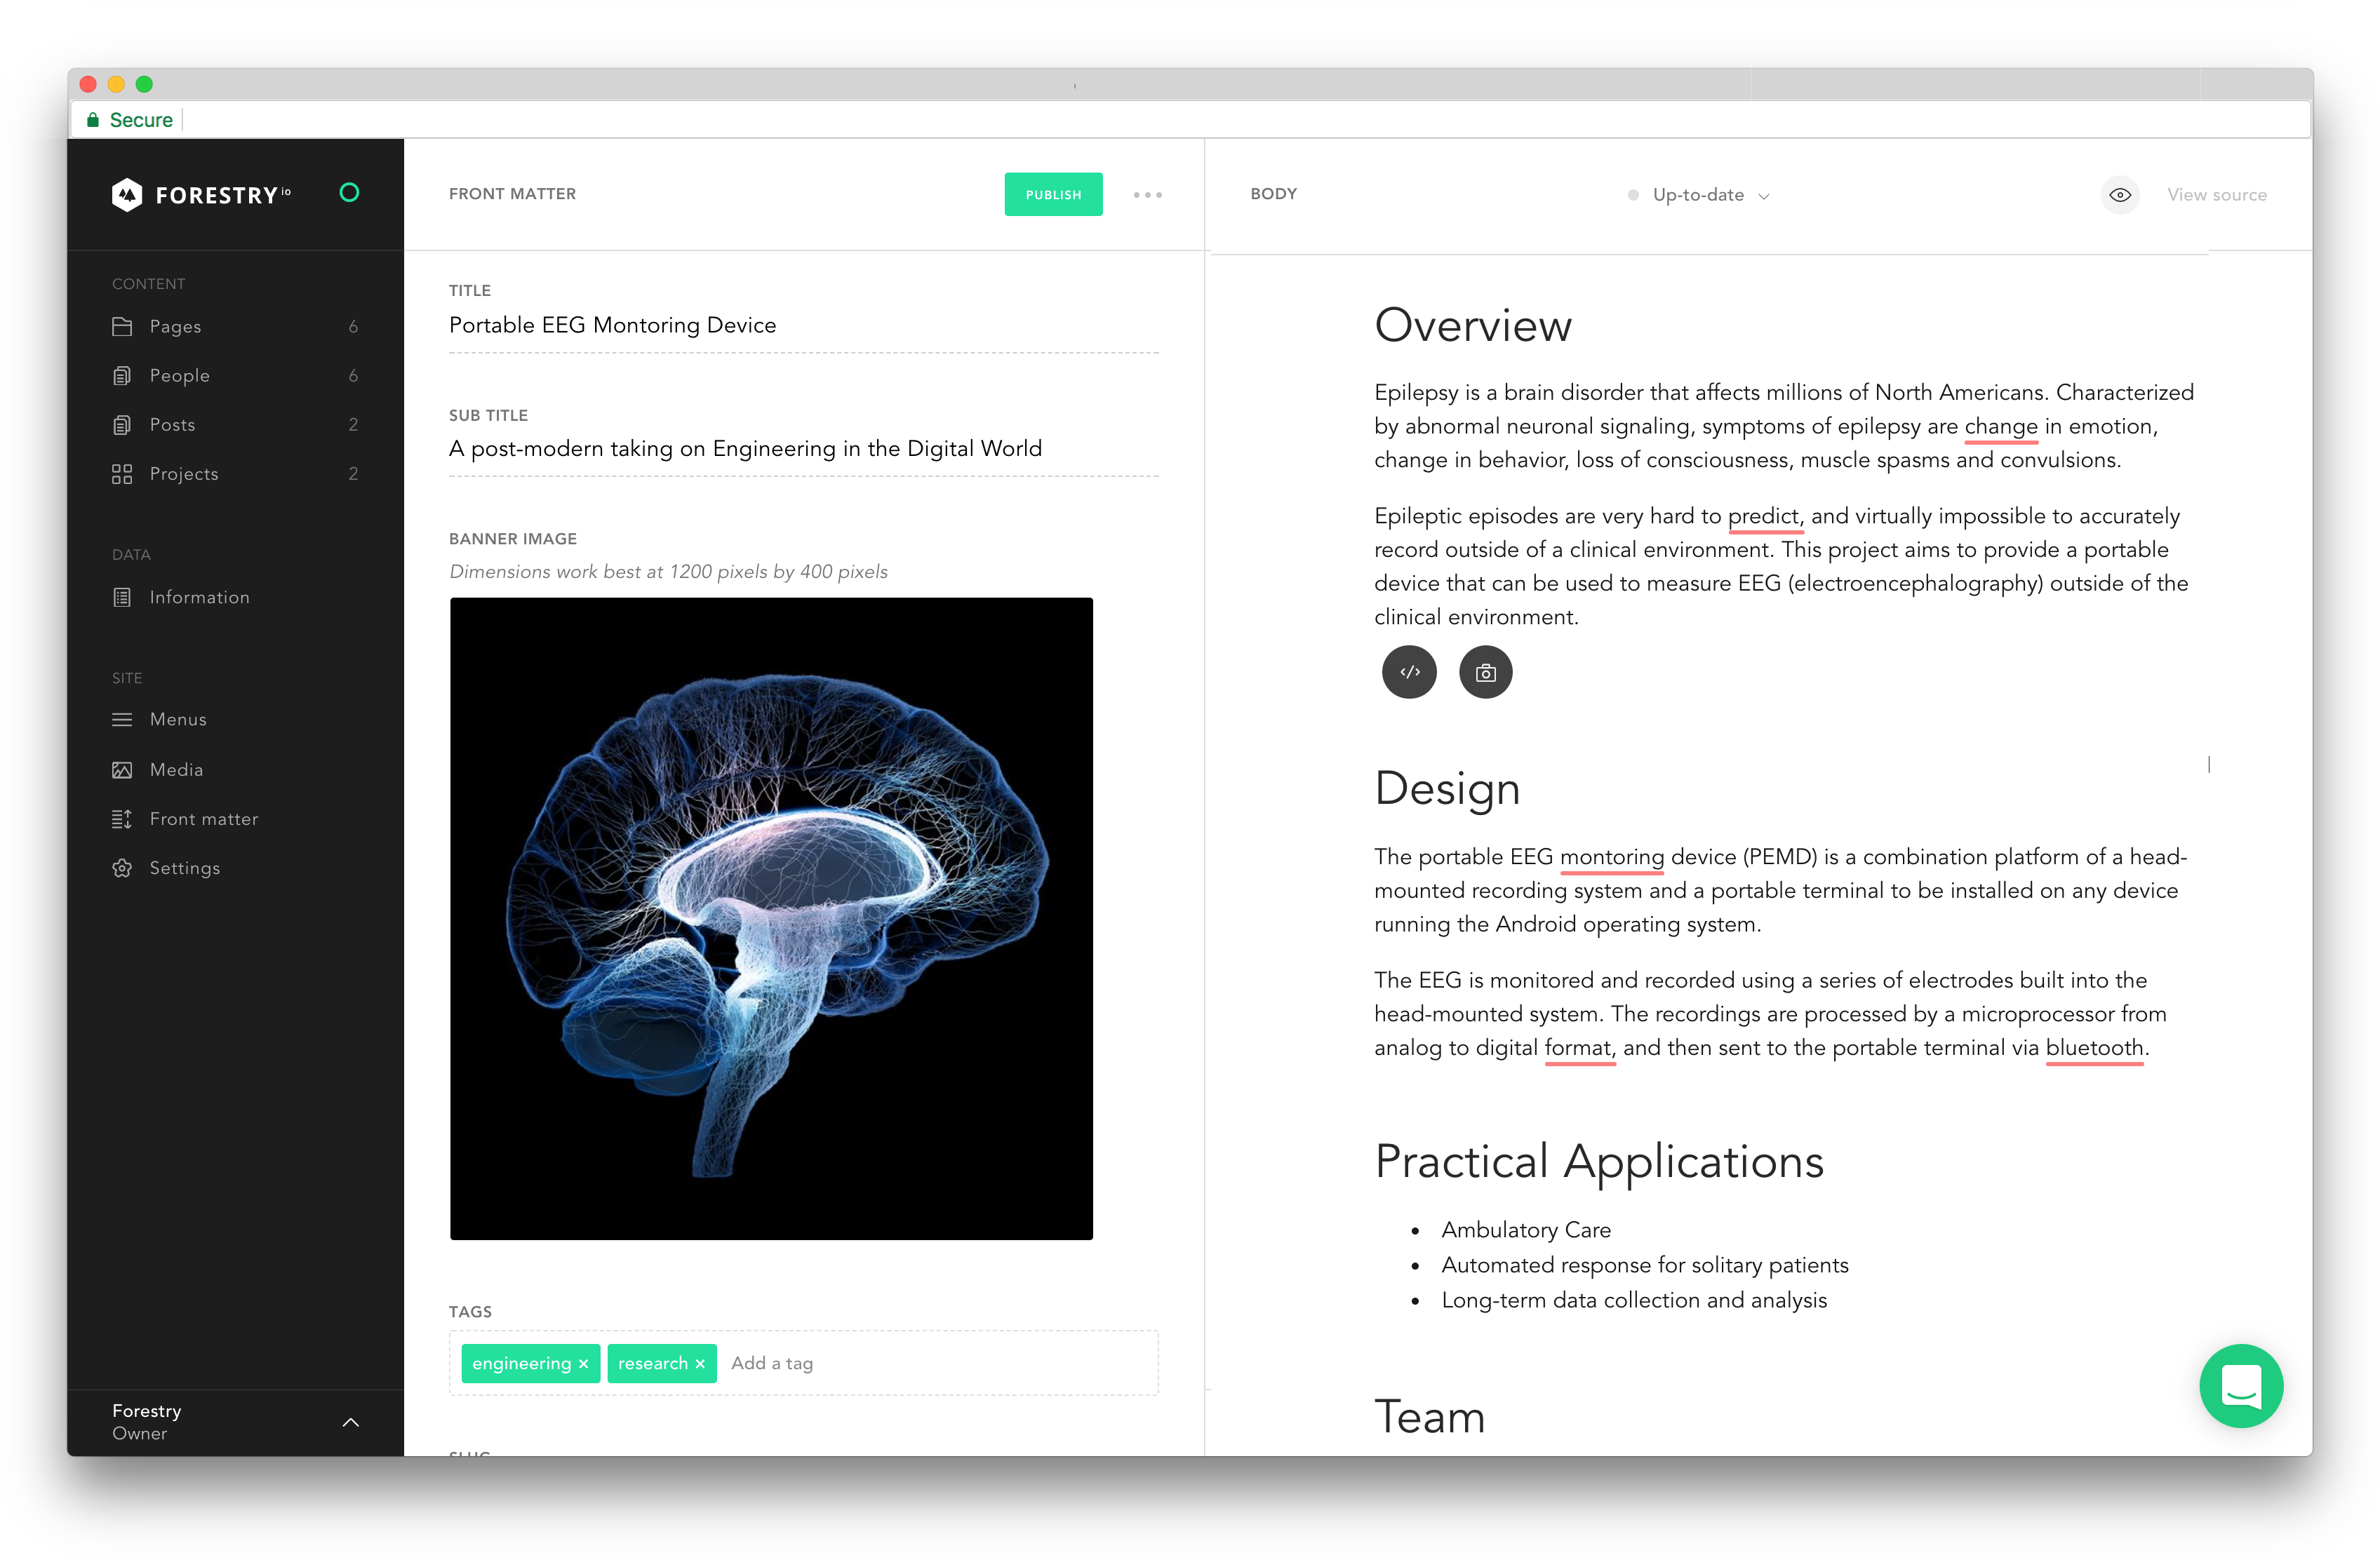 Secure
FORESTRY io
CONTENT
Pages 6
People 6
Posts 2
Projects 2
DATA
Information
SITE
Menus
Media
Front matter
Settings
Forestry
Owner
FRONT MATTER
PUBLISH
TITLE
Portable EEG Montoring Device
SUB TITLE
A post-modern taking on Engineering in the Digital World
BANNER IMAGE
Dimensions work best at 1200 pixels by 400 pixels
TAGS
engineering × research × Add a tag
SLUG
BODY
Up-to-date
View source
Overview
Epilepsy is a brain disorder that affects millions of North Americans. Characterized
by abnormal neuronal signaling, symptoms of epilepsy are change in emotion,
change in behavior, loss of consciousness, muscle spasms and convulsions.
Epileptic episodes are very hard to predict, and virtually impossible to accurately
record outside of a clinical environment. This project aims to provide a portable
device that can be used to measure EEG (electroencephalography) outside of the
clinical environment.
</>
Design
The portable EEG montoring device (PEMD) is a combination platform of a head-
mounted recording system and a portable terminal to be installed on any device
running the Android operating system.
The EEG is monitored and recorded using a series of electrodes built into the
head-mounted system. The recordings are processed by a microprocessor from
analog to digital format, and then sent to the portable terminal via bluetooth.
Practical Applications
• Ambulatory Care
• Automated response for solitary patients
• Long-term data collection and analysis
Team